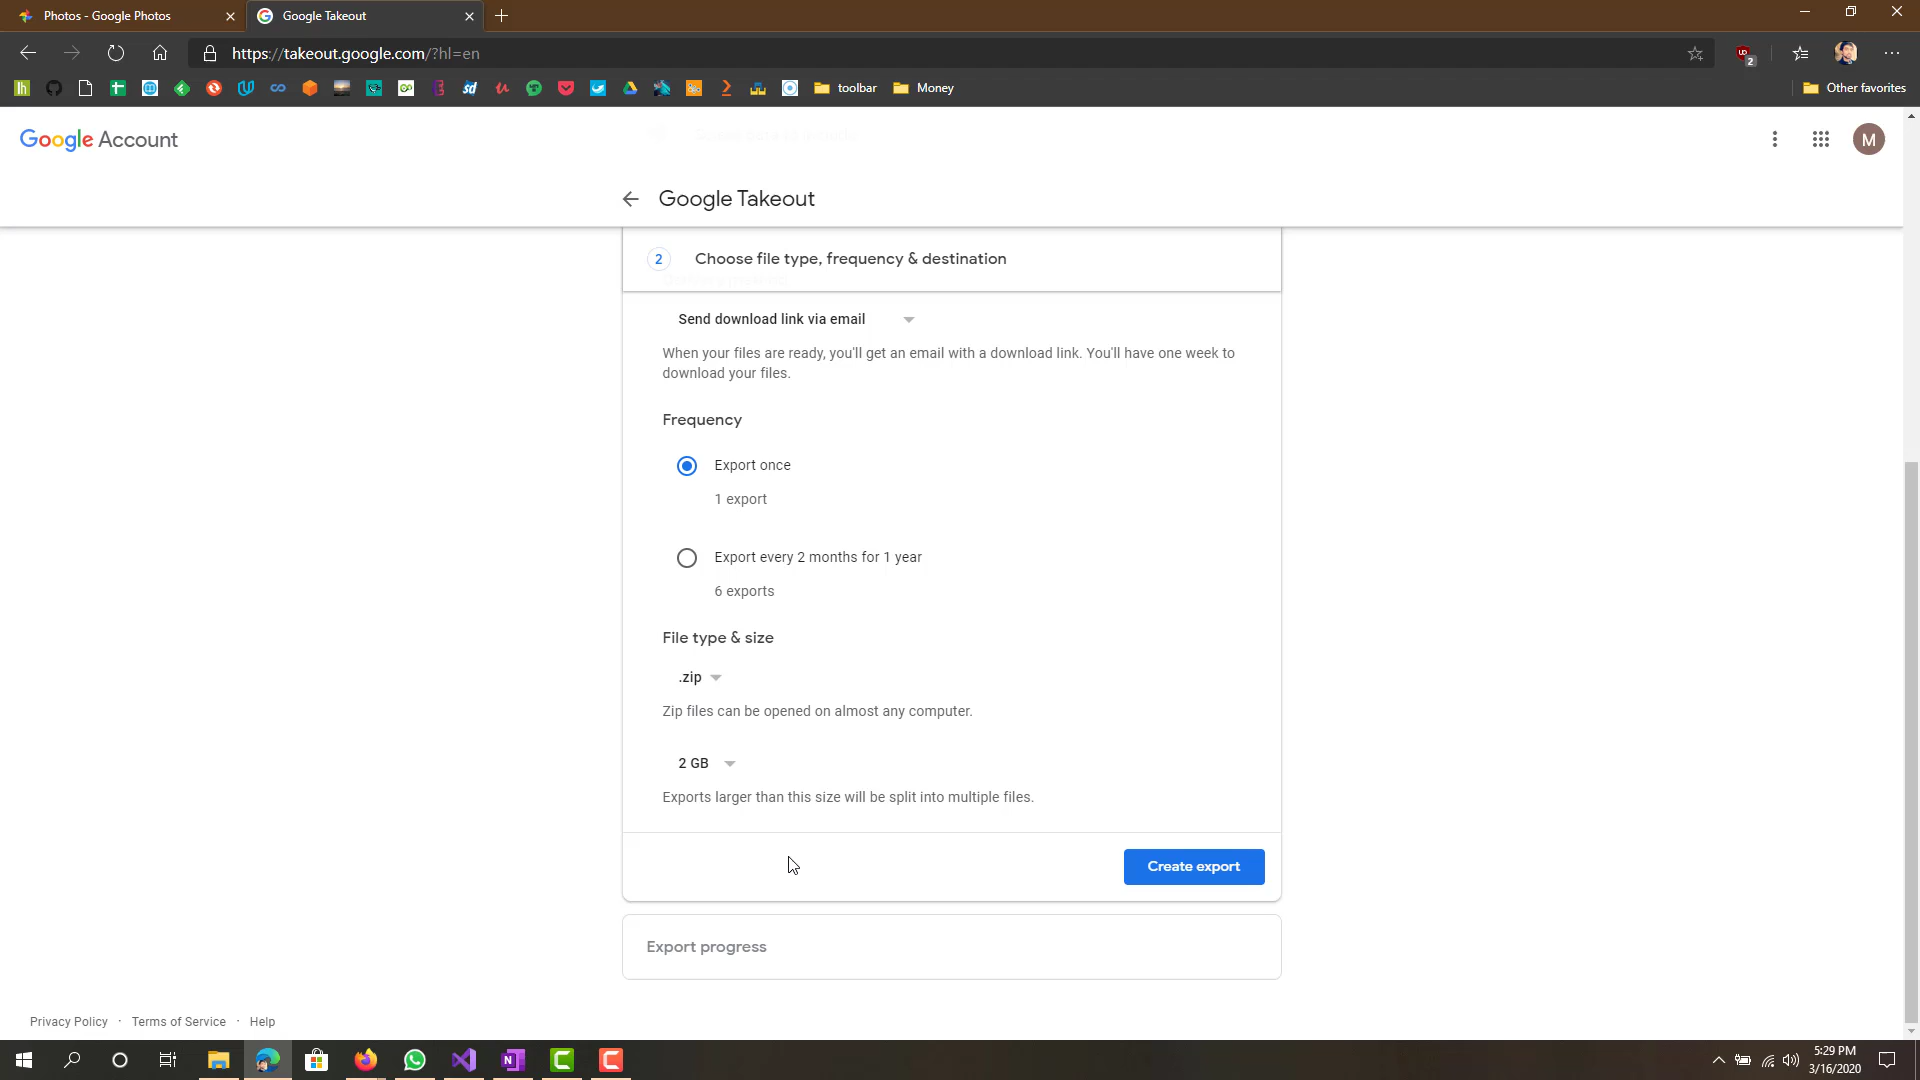 Photos - Google Photos
Google Takeout
https://takeout.google.com/?hl=en
2
toolbar
Money
Other favorites
Google Account
M
Google Takeout
2 Choose file type, frequency & destination
Send download link via email
When your files are ready, you'll get an email with a download link. You'll have one week to
download your files.
Frequency
Export once
1 export
Export every 2 months for 1 year
6 exports
File type & size
.zip
Zip files can be opened on almost any computer.
2 GB
Exports larger than this size will be split into multiple files.
Create export
Export progress
Privacy Policy · Terms of Service · Help
5:29 PM
3/16/2020